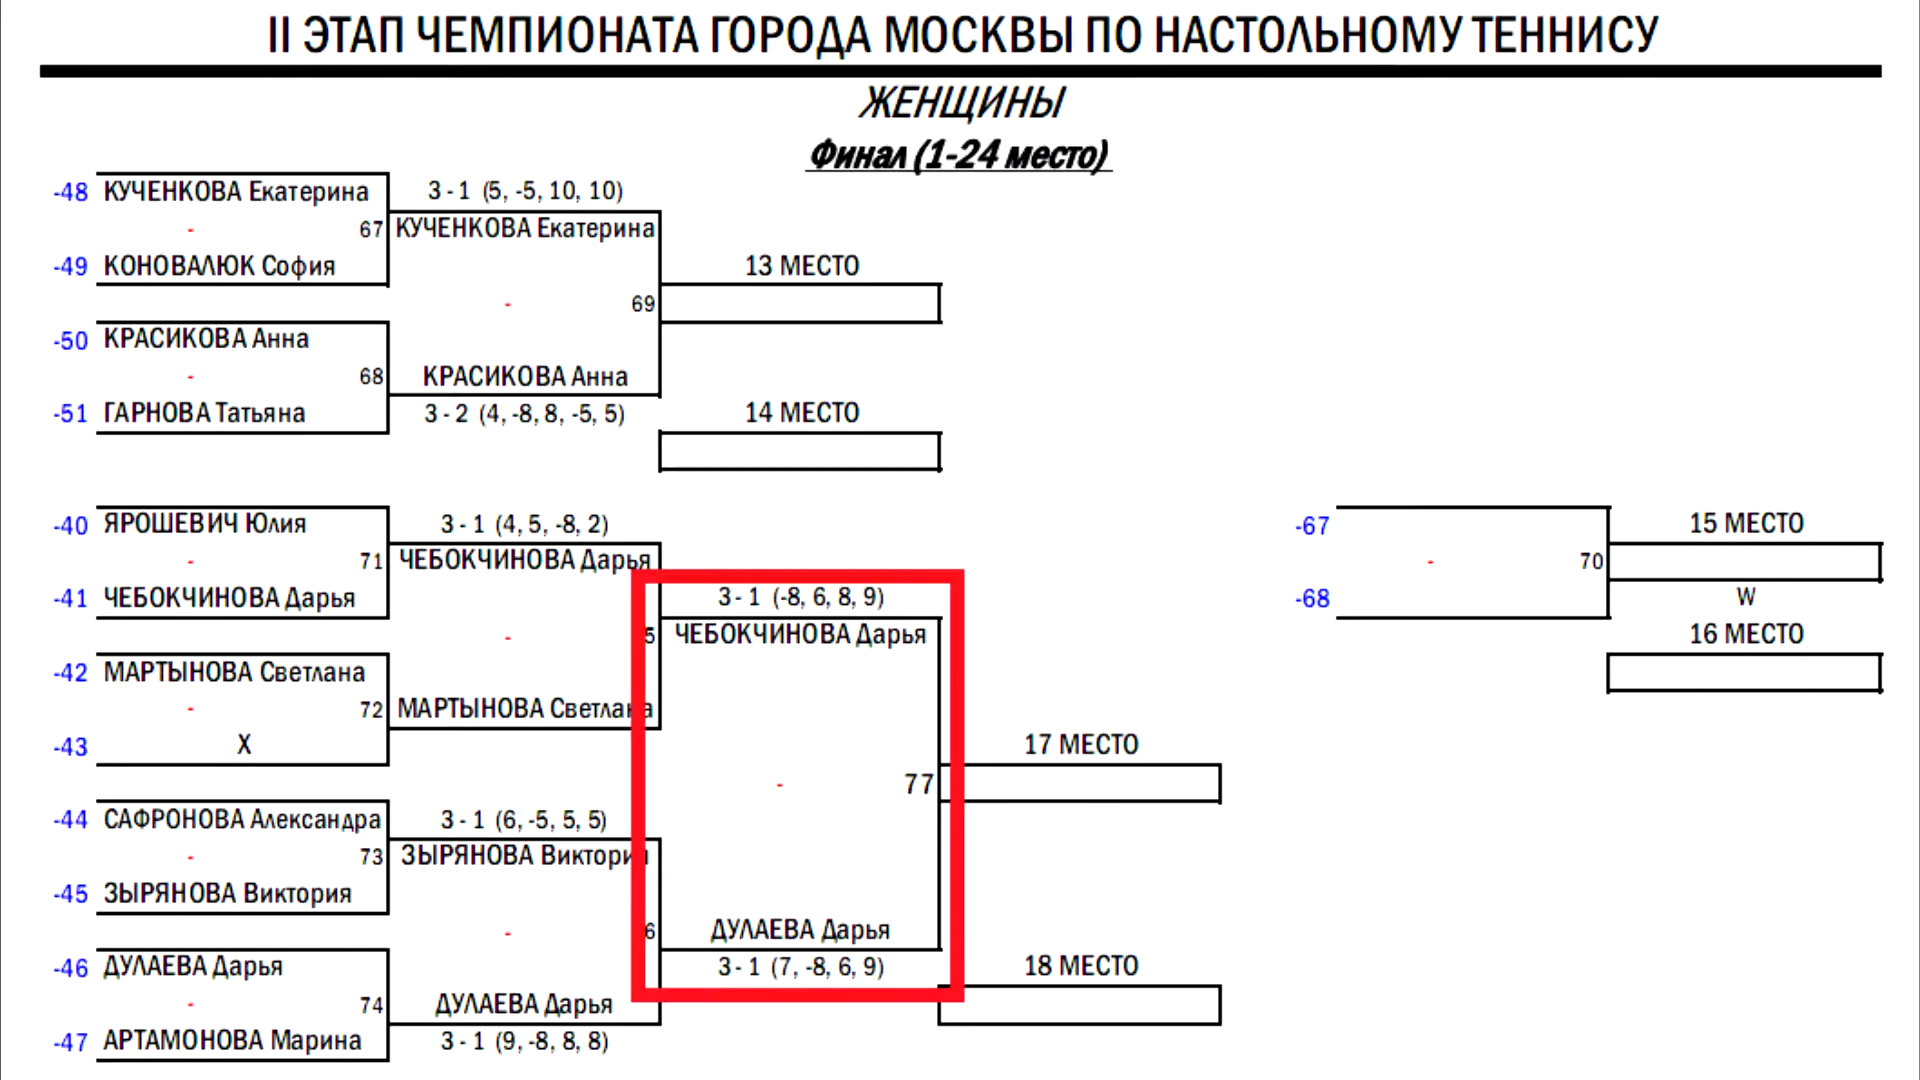 II ЭТАП ЧЕМПИОНАТА ГОРОДА МОСКВЫ ПО НАСТОЛЬНОМУ ТЕННИСУ
ЖЕНЩИНЫ
Финал (1-24 место)
-48 КУЧЕНКОВА Екатерина 3 - 1 (5, -5, 10, 10)
- 67 КУЧЕНКОВА Екатерина
-49 КОНОВАЛЮК София 13 МЕСТО
- 69
-50 КРАСИКОВА Анна
- 68 КРАСИКОВА Анна
-51 ГАРНОВА Татьяна 3 - 2 (4, -8, 8, -5, 5) 14 МЕСТО
-40 ЯРОШЕВИЧ Юлия 3 - 1 (4, 5, -8, 2) -67 15 МЕСТО
- 71 ЧЕБОКЧИНОВА Дарья - 70
-41 ЧЕБОКЧИНОВА Дарья 3 - 1 (-8, 6, 8, 9) -68 W
- 5 ЧЕБОКЧИНОВА Дарья 16 МЕСТО
-42 МАРТЫНОВА Светлана
- 72 МАРТЫНОВА Светлана
-43 X 17 МЕСТО
- 77
-44 САФРОНОВА Александра 3 - 1 (6, -5, 5, 5)
- 73 ЗЫРЯНОВА Виктория
-45 ЗЫРЯНОВА Виктория
- 6 ДУЛАЕВА Дарья
-46 ДУЛАЕВА Дарья 3 - 1 (7, -8, 6, 9) 18 МЕСТО
- 74 ДУЛАЕВА Дарья
-47 АРТАМОНОВА Марина 3 - 1 (9, -8, 8, 8)